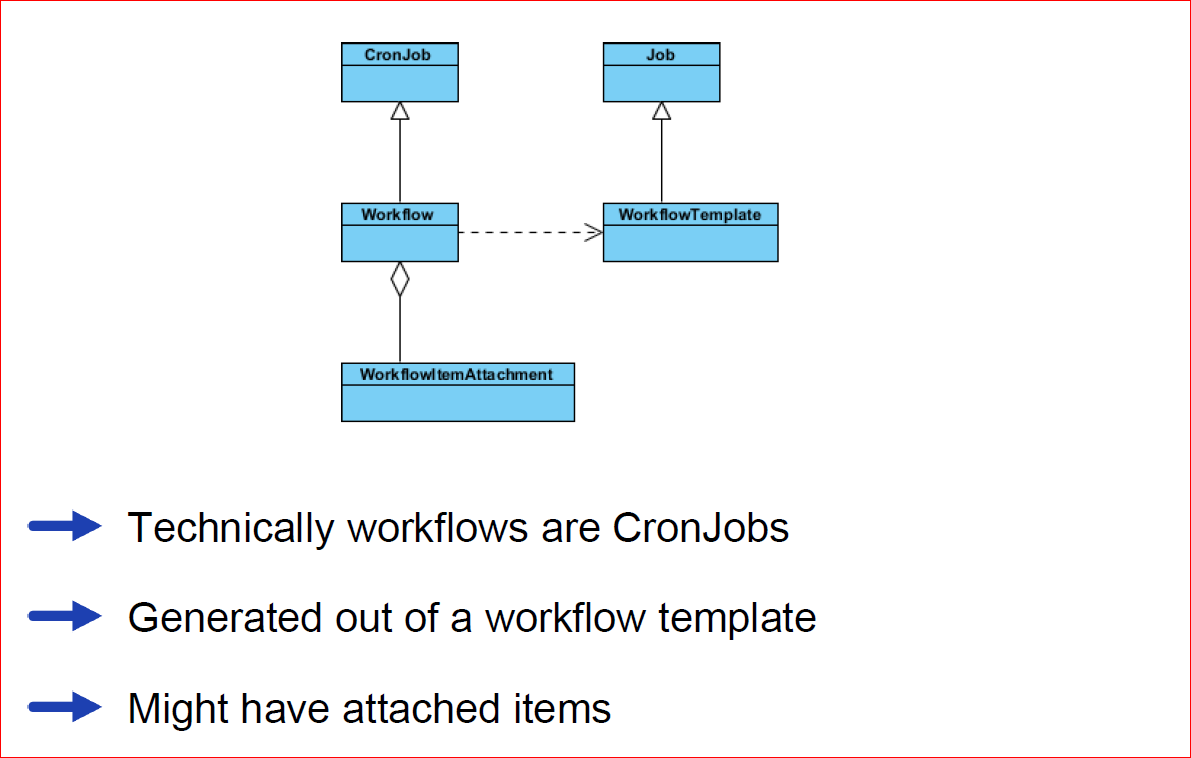 CronJob
Job
Workflow
WorkflowTemplate
WorkflowItemAttachment
Technically workflows are CronJobs
Generated out of a workflow template
Might have attached items